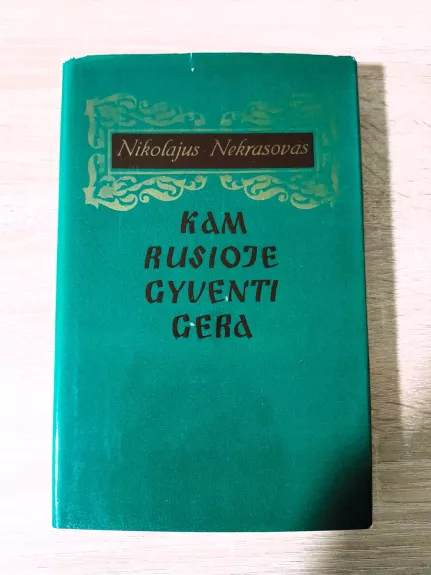 Nikolajus · Nekrasovas
KAM
RUSIOJE
GYVENTI
GERA